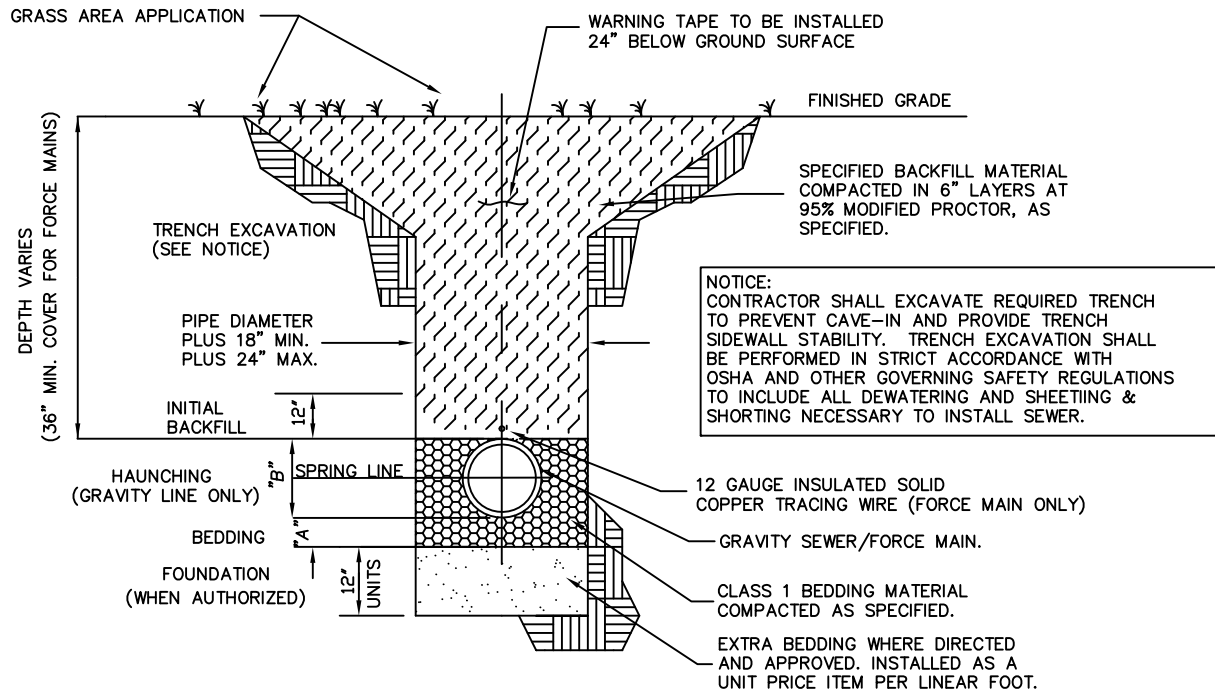 GRASS AREA APPLICATION
WARNING TAPE TO BE INSTALLED
24" BELOW GROUND SURFACE
FINISHED GRADE
DEPTH VARIES
(36" MIN. COVER FOR FORCE MAINS)
SPECIFIED BACKFILL MATERIAL
COMPACTED IN 6" LAYERS AT
95% MODIFIED PROCTOR, AS
SPECIFIED.
TRENCH EXCAVATION
(SEE NOTICE)
NOTICE:
CONTRACTOR SHALL EXCAVATE REQUIRED TRENCH
TO PREVENT CAVE-IN AND PROVIDE TRENCH
SIDEWALL STABILITY. TRENCH EXCAVATION SHALL
BE PERFORMED IN STRICT ACCORDANCE WITH
OSHA AND OTHER GOVERNING SAFETY REGULATIONS
TO INCLUDE ALL DEWATERING AND SHEETIING &
SHORTING NECESSARY TO INSTALL SEWER.
PIPE DIAMETER
PLUS 18" MIN.
PLUS 24" MAX.
INITIAL
BACKFILL
12"
HAUNCHING
(GRAVITY LINE ONLY)
"B"
SPRING LINE
12 GAUGE INSULATED SOLID
COPPER TRACING WIRE (FORCE MAIN ONLY)
BEDDING
"A"
GRAVITY SEWER/FORCE MAIN.
FOUNDATION
(WHEN AUTHORIZED)
12"
UNITS
CLASS 1 BEDDING MATERIAL
COMPACTED AS SPECIFIED.
EXTRA BEDDING WHERE DIRECTED
AND APPROVED. INSTALLED AS A
UNIT PRICE ITEM PER LINEAR FOOT.